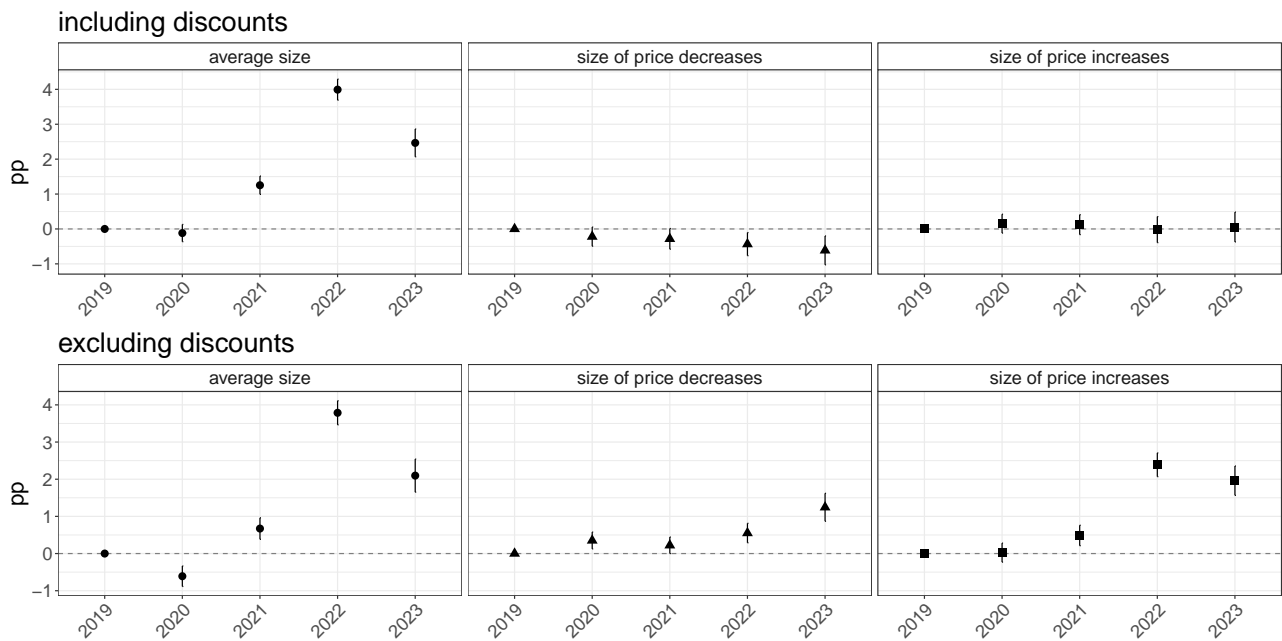 including discounts
average size
size of price decreases
size of price increases
pp
4
3
2
1
0
−1
2019 2020 2021 2022 2023
2019 2020 2021 2022 2023
2019 2020 2021 2022 2023
excluding discounts
average size
size of price decreases
size of price increases
pp
4
3
2
1
0
−1
2019 2020 2021 2022 2023
2019 2020 2021 2022 2023
2019 2020 2021 2022 2023